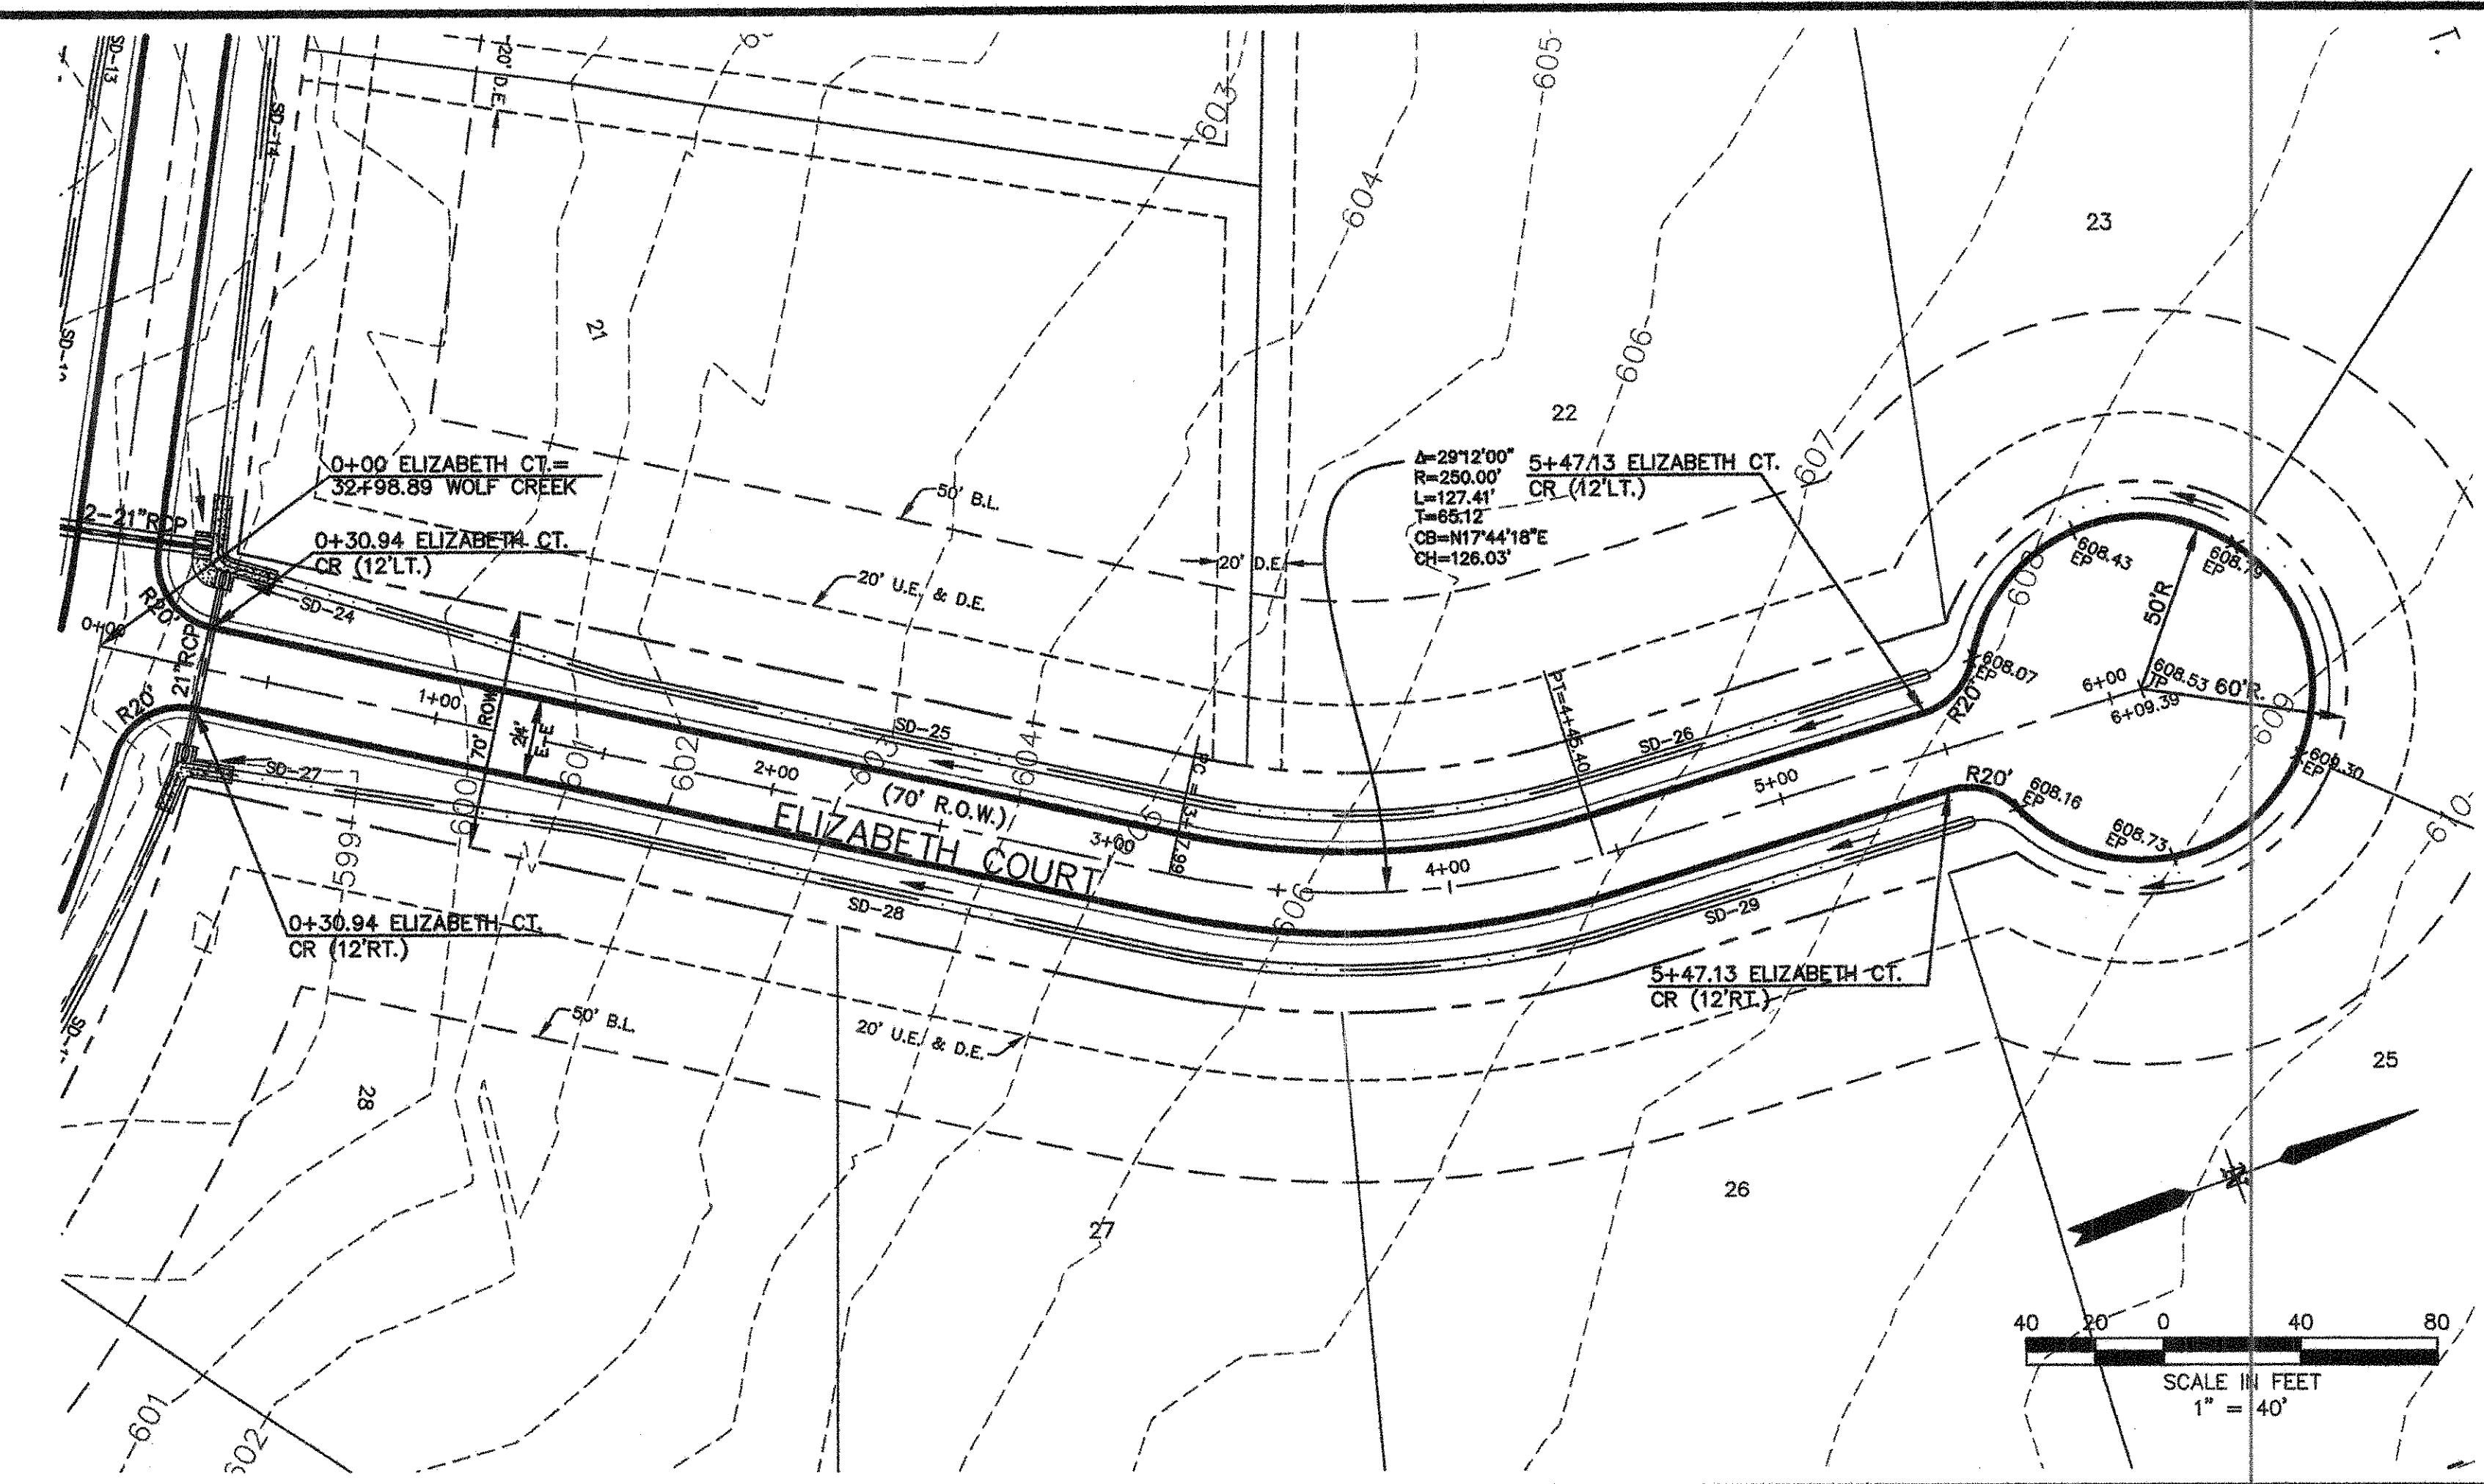 SD-13
20' D.E.
603
604
605
T.
SD-14
23
21
606
22
607
0+00 ELIZABETH CT.=
32+98.89 WOLF CREEK
2-21"RCP
0+30.94 ELIZABETH CT.
CR (12'LT.)
50' B.L.
20' U.E. & D.E.
20' D.E.
Δ=29°12'00"
R=250.00'
L=127.41'
T=65.12'
CB=N17°44'18"E
CH=126.03'
5+47.13 ELIZABETH CT.
CR (12'LT.)
608.43
EP
608.79
EP
608
50'R
608.07
EP
608.53
TP
60'R.
6+00
6+09.39
609
609.30
EP
R20'
0+00
21"RCP
R20'
SD-24
1+00
70' ROW
24'
E-E
SD-25
2+00
(70' R.O.W.)
ELIZABETH COURT
3+00
4+00
5+00
PT=4+45.40
SD-26
R20'
R20'
608.16
EP
608.73
EP
SD-27
599
600
601
602
603
604
605
606
610
SD-28
SD-29
0+30.94 ELIZABETH CT.
CR (12'RT.)
5+47.13 ELIZABETH CT.
CR (12'RT.)
50' B.L.
20' U.E. & D.E.
28
27
26
25
601
602
40 20 0 40 80
SCALE IN FEET
1" = 40'